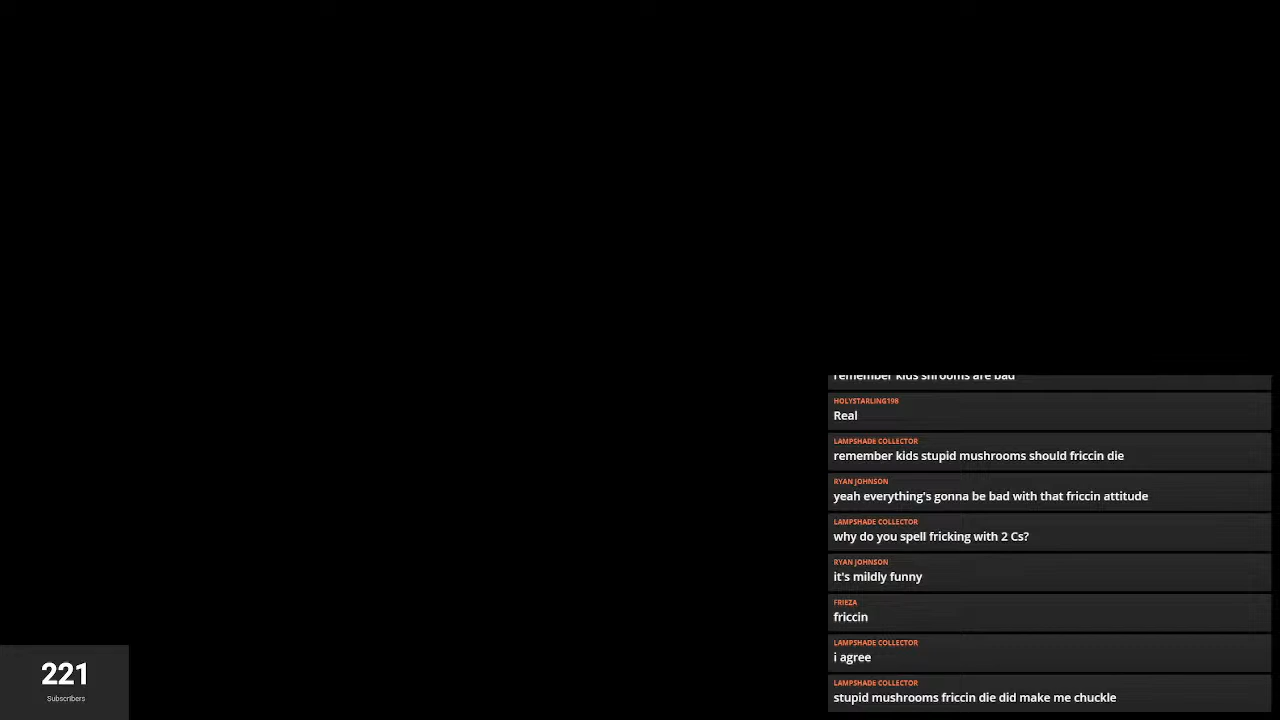 remember kids shrooms are bad
HOLYSTARLING198
Real
LAMPSHADE COLLECTOR
remember kids stupid mushrooms should friccin die
RYAN JOHNSON
yeah everything's gonna be bad with that friccin attitude
LAMPSHADE COLLECTOR
why do you spell fricking with 2 Cs?
RYAN JOHNSON
it's mildly funny
FRIEZA
friccin
LAMPSHADE COLLECTOR
i agree
LAMPSHADE COLLECTOR
stupid mushrooms friccin die did make me chuckle
221
Subscribers